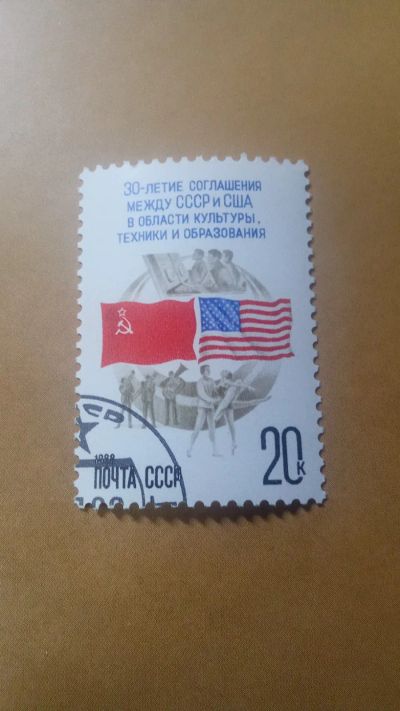 30-ЛЕТИЕ СОГЛАШЕНИЯ
МЕЖДУ СССР и США
В ОБЛАСТИ КУЛЬТУРЫ,
ТЕХНИКИ И ОБРАЗОВАНИЯ
1988
ПОЧТА СССР
20к